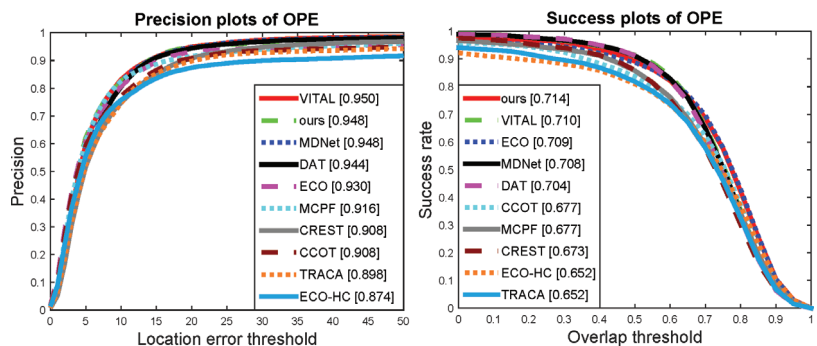 Precision plots of OPE
1
0.9
0.8
0.7
0.6
0.5
0.4
0.3
0.2
0.1
0
Precision
VITAL [0.950]
ours [0.948]
MDNet [0.948]
DAT [0.944]
ECO [0.930]
MCPF [0.916]
CREST [0.908]
CCOT [0.908]
TRACA [0.898]
ECO-HC [0.874]
0 5 10 15 20 25 30 35 40 45 50
Location error threshold
Success plots of OPE
1
0.9
0.8
0.7
0.6
0.5
0.4
0.3
0.2
0.1
0
Success rate
ours [0.714]
VITAL [0.710]
ECO [0.709]
MDNet [0.708]
DAT [0.704]
CCOT [0.677]
MCPF [0.677]
CREST [0.673]
ECO-HC [0.652]
TRACA [0.652]
0 0.1 0.2 0.3 0.4 0.5 0.6 0.7 0.8 0.9 1
Overlap threshold